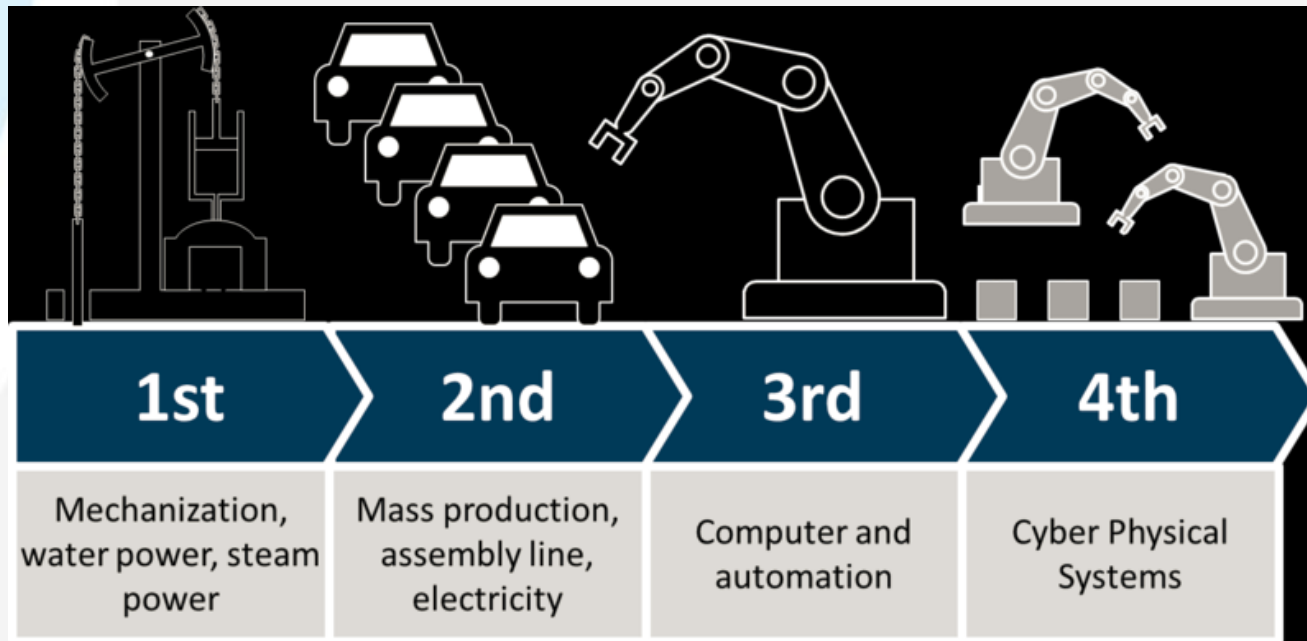 1st
2nd
3rd
4th
Mechanization,
water power, steam
power
Mass production,
assembly line,
electricity
Computer and
automation
Cyber Physical
Systems